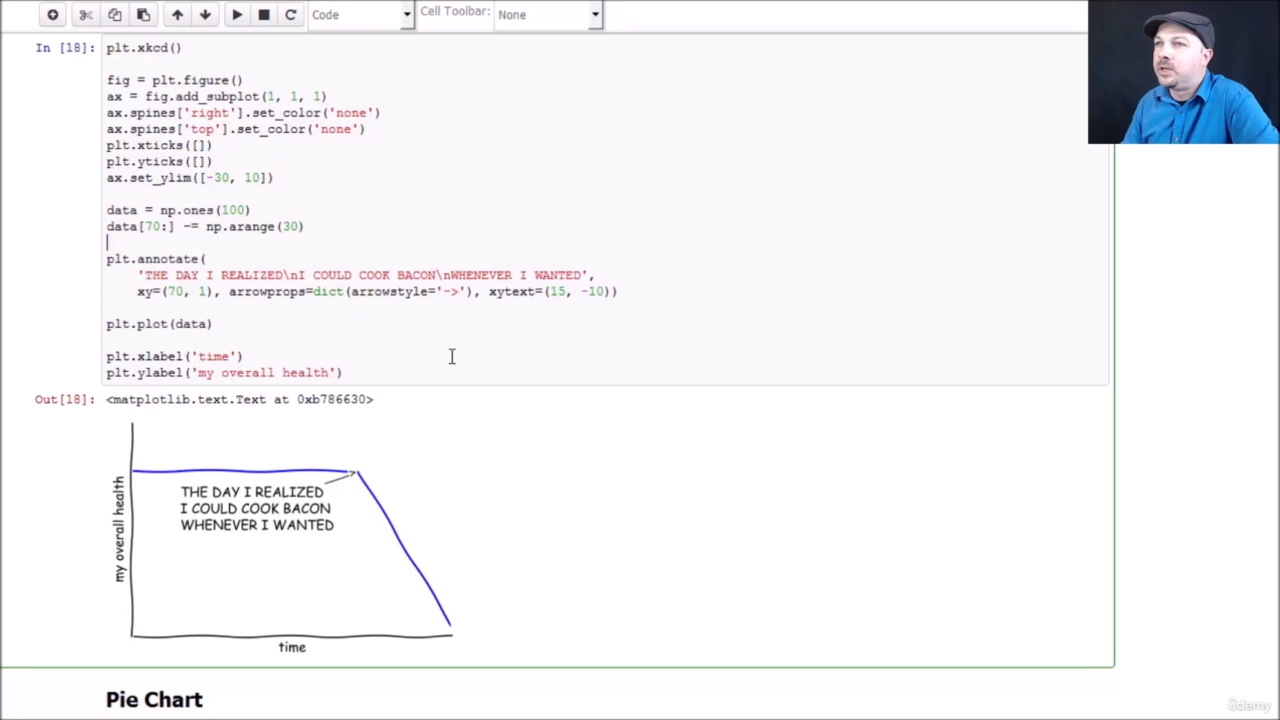 Code
Cell Toolbar:
None
In [18]:
plt.xkcd()
fig = plt.figure()
ax = fig.add_subplot(1, 1, 1)
ax.spines['right'].set_color('none')
ax.spines['top'].set_color('none')
plt.xticks([])
plt.yticks([])
ax.set_ylim([-30, 10])
data = np.ones(100)
data[70:] -= np.arange(30)
plt.annotate(
'THE DAY I REALIZED\nI COULD COOK BACON\nWHENEVER I WANTED',
xy=(70, 1), arrowprops=dict(arrowstyle='->'), xytext=(15, -10))
plt.plot(data)
plt.xlabel('time')
plt.ylabel('my overall health')
Out[18]:
<matplotlib.text.Text at 0xb786630>
my overall health
THE DAY I REALIZED
I COULD COOK BACON
WHENEVER I WANTED
time
Pie Chart
ûdemy